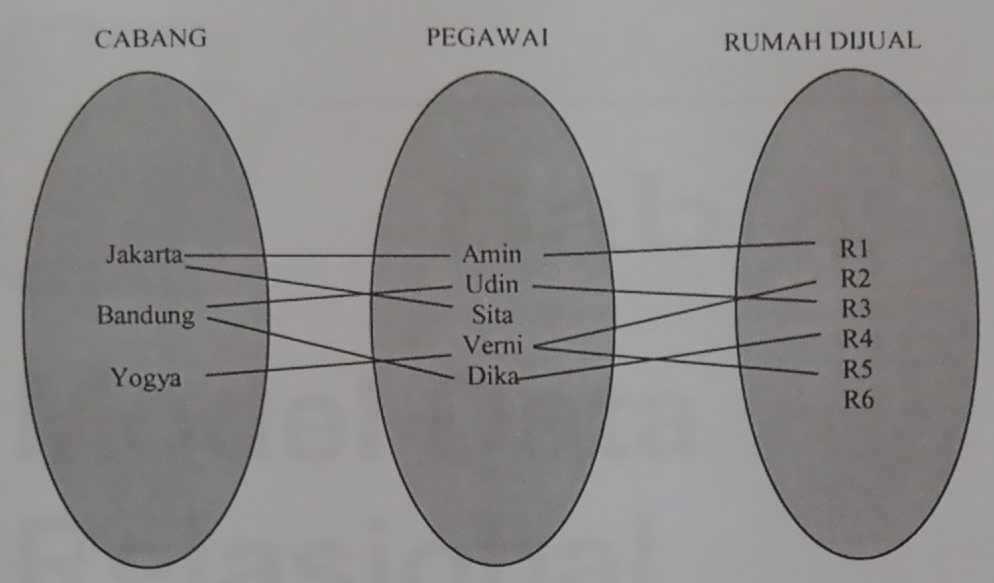 CABANG
PEGAWAI
RUMAH DIJUAL
Jakarta
Bandung
Yogya
Amin
Udin
Sita
Verni
Dika
R1
R2
R3
R4
R5
R6